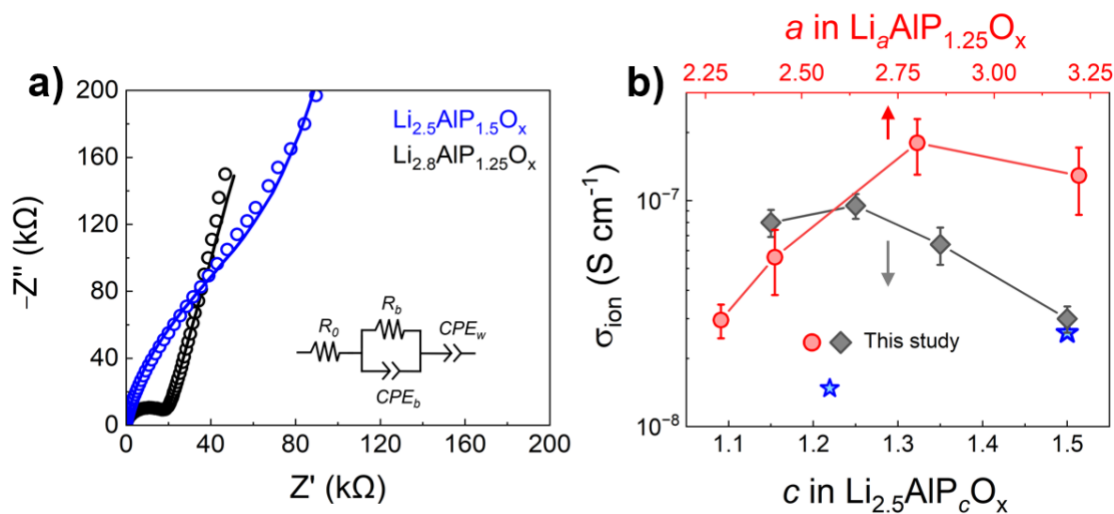 a)
200
160
120
80
40
0
−Z" (kΩ)
0 40 80 120 160 200
Z' (kΩ)
Li2.5AlP1.5Ox
Li2.8AlP1.25Ox
R0
Rb
CPEb
CPEw
b)
a in LiaAlP1.25Ox
2.25 2.50 2.75 3.00 3.25
σion (S cm-1)
10-7
10-8
This study
1.1 1.2 1.3 1.4 1.5
c in Li2.5AlPcOx